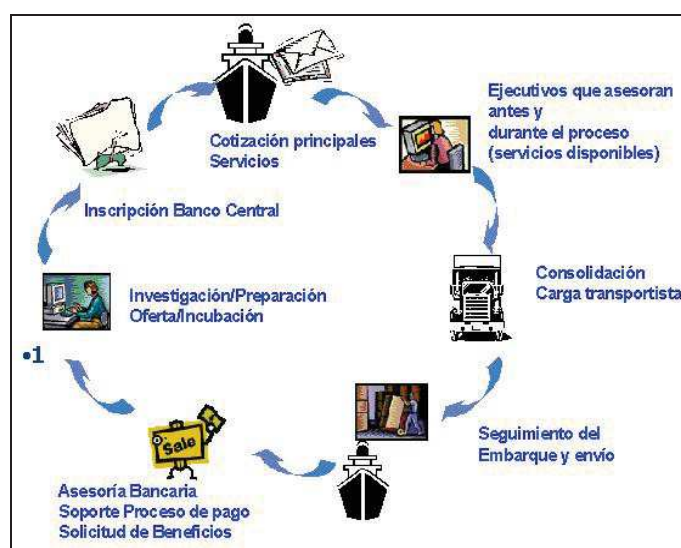 Cotización principales
Servicios
Ejecutivos que asesoran
antes y
durante el proceso
(servicios disponibles)
Inscripción Banco Central
Consolidación
Carga transportista
Investigación/Preparación
Oferta/Incubación
•1
Seguimiento del
Embarque y envío
Sale
Asesoría Bancaria
Soporte Proceso de pago
Solicitud de Beneficios